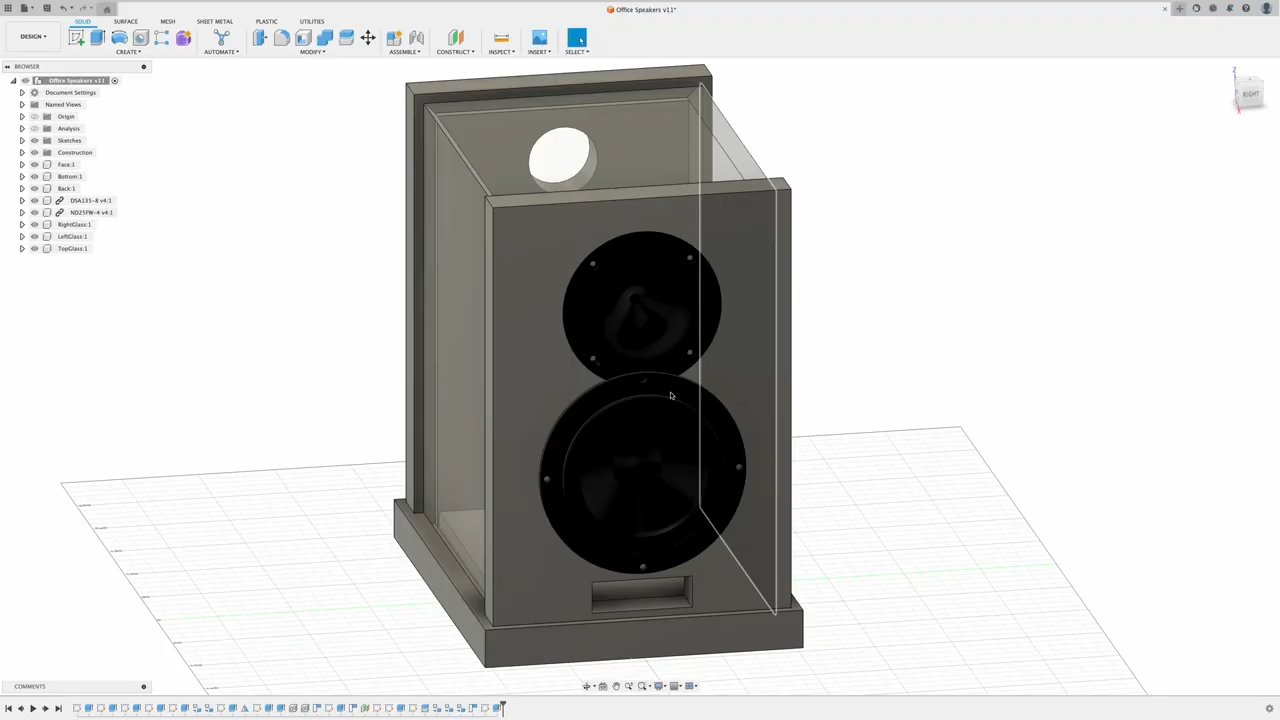 Office Speakers v11*
SOLID SURFACE MESH SHEET METAL PLASTIC UTILITIES
DESIGN
CREATE AUTOMATE MODIFY ASSEMBLE CONSTRUCT INSPECT INSERT SELECT
BROWSER
Office Speakers v11
Document Settings
Named Views
Origin
Analysis
Sketches
Construction
Face:1
Bottom:1
Back:1
DSA135-8 v4:1
ND25FW-4 v4:1
RightGlass:1
LeftGlass:1
TopGlass:1
Z
RIGHT
COMMENTS